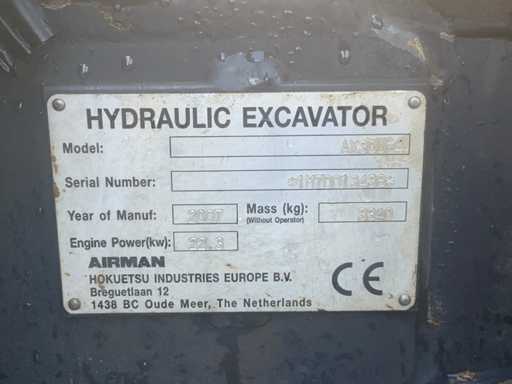 HYDRAULIC EXCAVATOR
Model:
Serial Number:
Year of Manuf: 2007 Mass (kg):
(Without Operator)
Engine Power(kw):
AIRMAN
HOKUETSU INDUSTRIES EUROPE B.V.
Breguetlaan 12
1438 BC Oude Meer, The Netherlands
CE